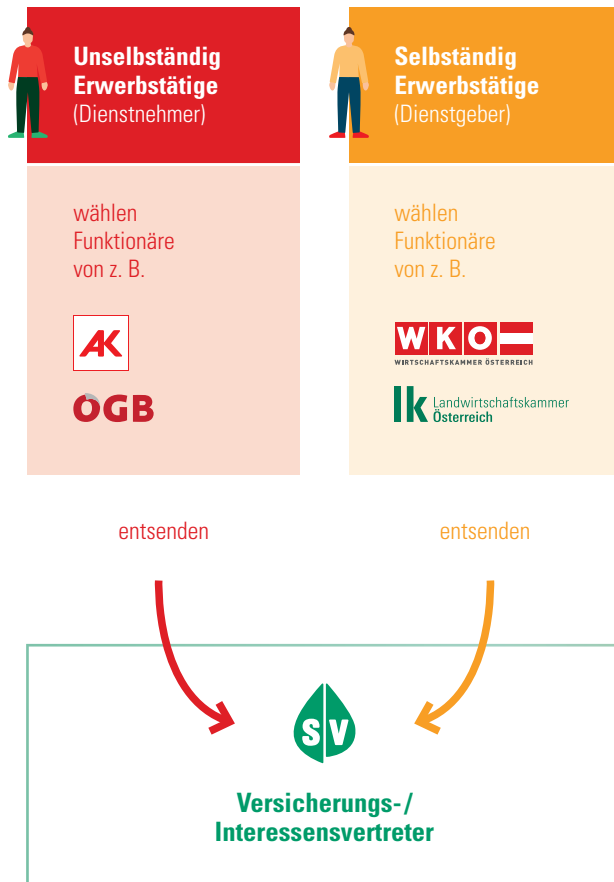 Unselbständig
Erwerbstätige
(Dienstnehmer)
wählen
Funktionäre
von z. B.
AK
ÖGB
entsenden
Selbständig
Erwerbstätige
(Dienstgeber)
wählen
Funktionäre
von z. B.
WKO
WIRTSCHAFTSKAMMER ÖSTERREICH
lk Landwirtschaftskammer
Österreich
entsenden
SV
Versicherungs-/
Interessensvertreter